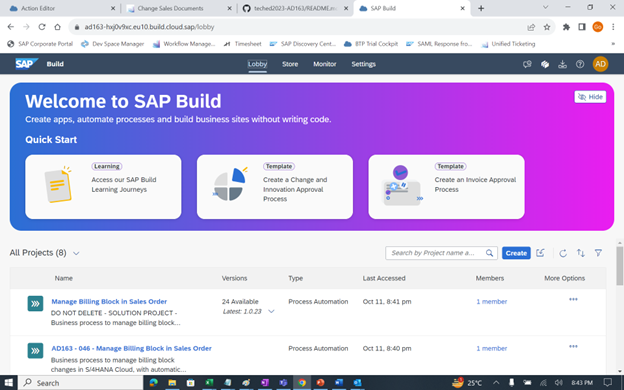 Action Editor
Change Sales Documents
teched2023-AD163/README.m
SAP Build
ad163-hxj0v9xc.eu10.build.cloud.sap/lobby
SAP Corporate Portal
Dev Space Manager
Workflow Manage...
Timesheet
SAP Discovery Cent...
BTP Trial Cockpit
SAML Response fro...
Unified Ticketing
SAP Build
Lobby
Store
Monitor
Settings
AD
Welcome to SAP Build
Hide
Create apps, automate processes and build business sites without writing code.
Quick Start
Learning
Access our SAP Build
Learning Journeys
Template
Create a Change and
Innovation Approval
Process
Template
Create an Invoice Approval
Process
All Projects (8)
Search by Project name a...
Create
Name
Versions
Type
Last Accessed
Members
More Options
Manage Billing Block in Sales Order
DO NOT DELETE - SOLUTION PROJECT -
Business process to manage billing block...
24 Available
Latest: 1.0.23
Process Automation
Oct 11, 8:41 pm
1 member
AD163 - 046 - Manage Billing Block in Sales Order
Business process to manage billing block
changes in S/4HANA Cloud, with automatic...
Process Automation
Oct 11, 8:40 pm
1 member
Search
25°C
8:43 PM